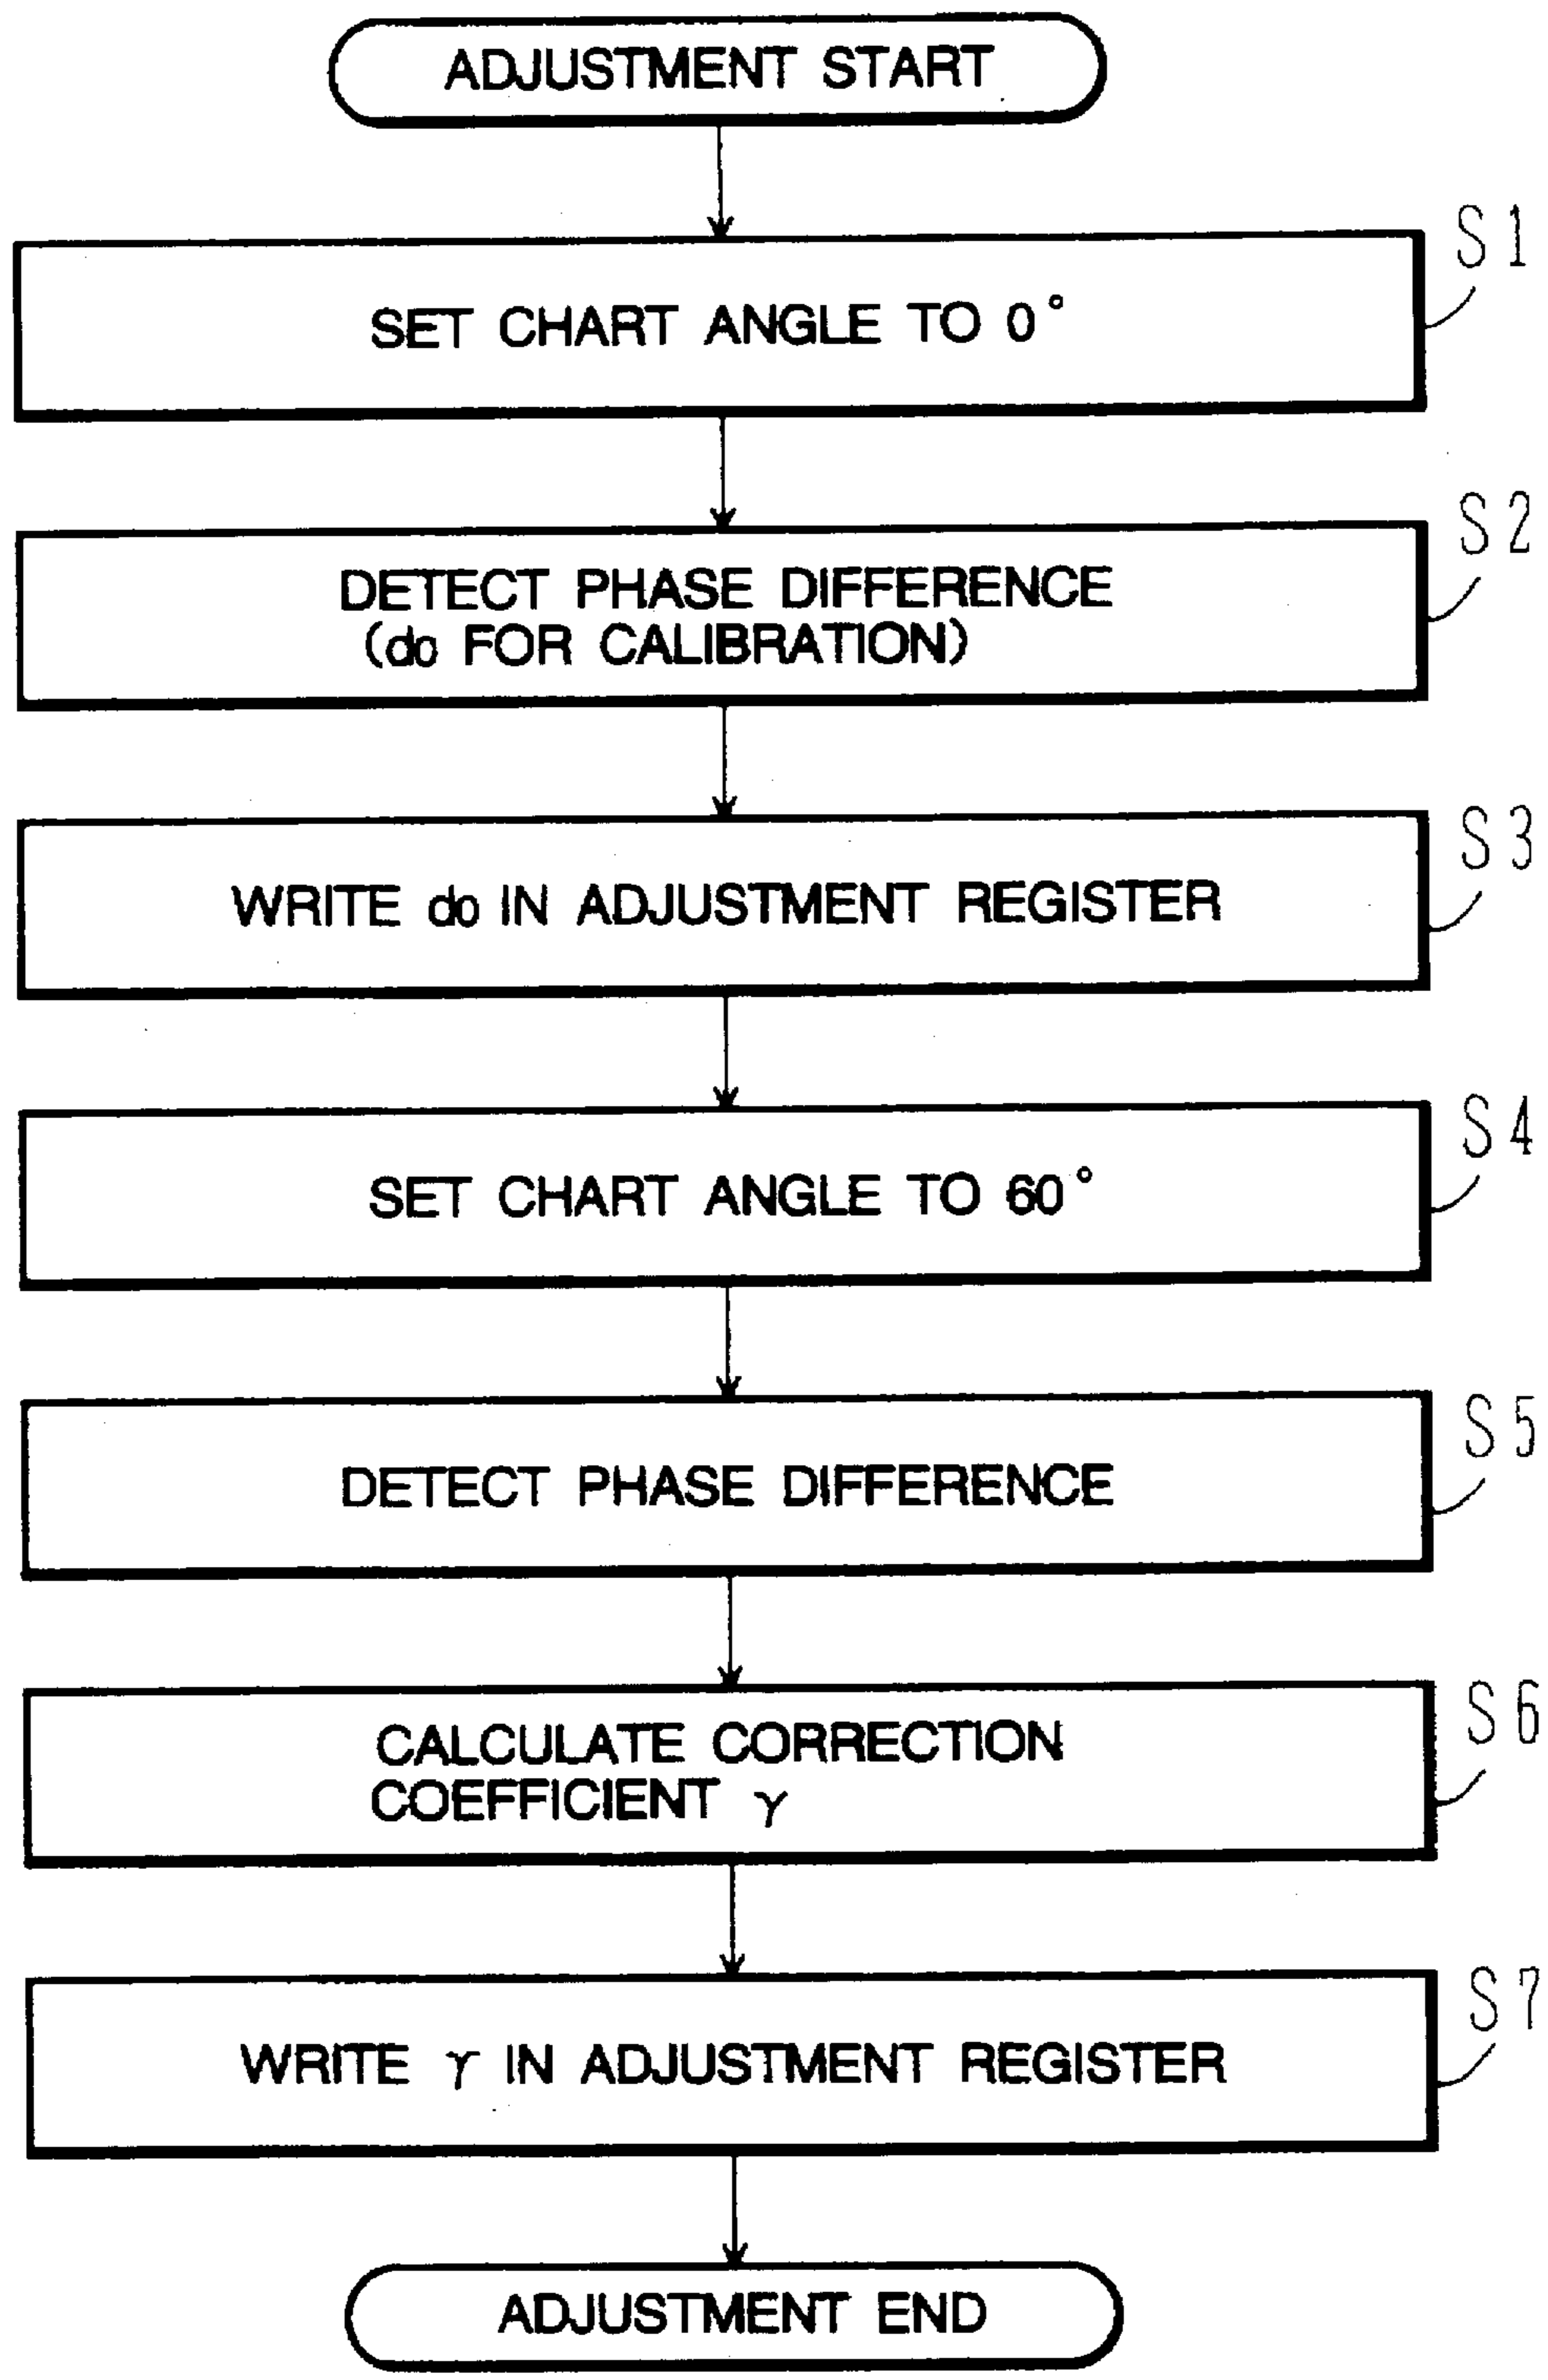 ADJUSTMENT START
S1
SET CHART ANGLE TO 0°
S2
DETECT PHASE DIFFERENCE
(do FOR CALIBRATION)
S3
WRITE do IN ADJUSTMENT REGISTER
S4
SET CHART ANGLE TO 60°
S5
DETECT PHASE DIFFERENCE
S6
CALCULATE CORRECTION
COEFFICIENT γ
S7
WRITE γ IN ADJUSTMENT REGISTER
ADJUSTMENT END